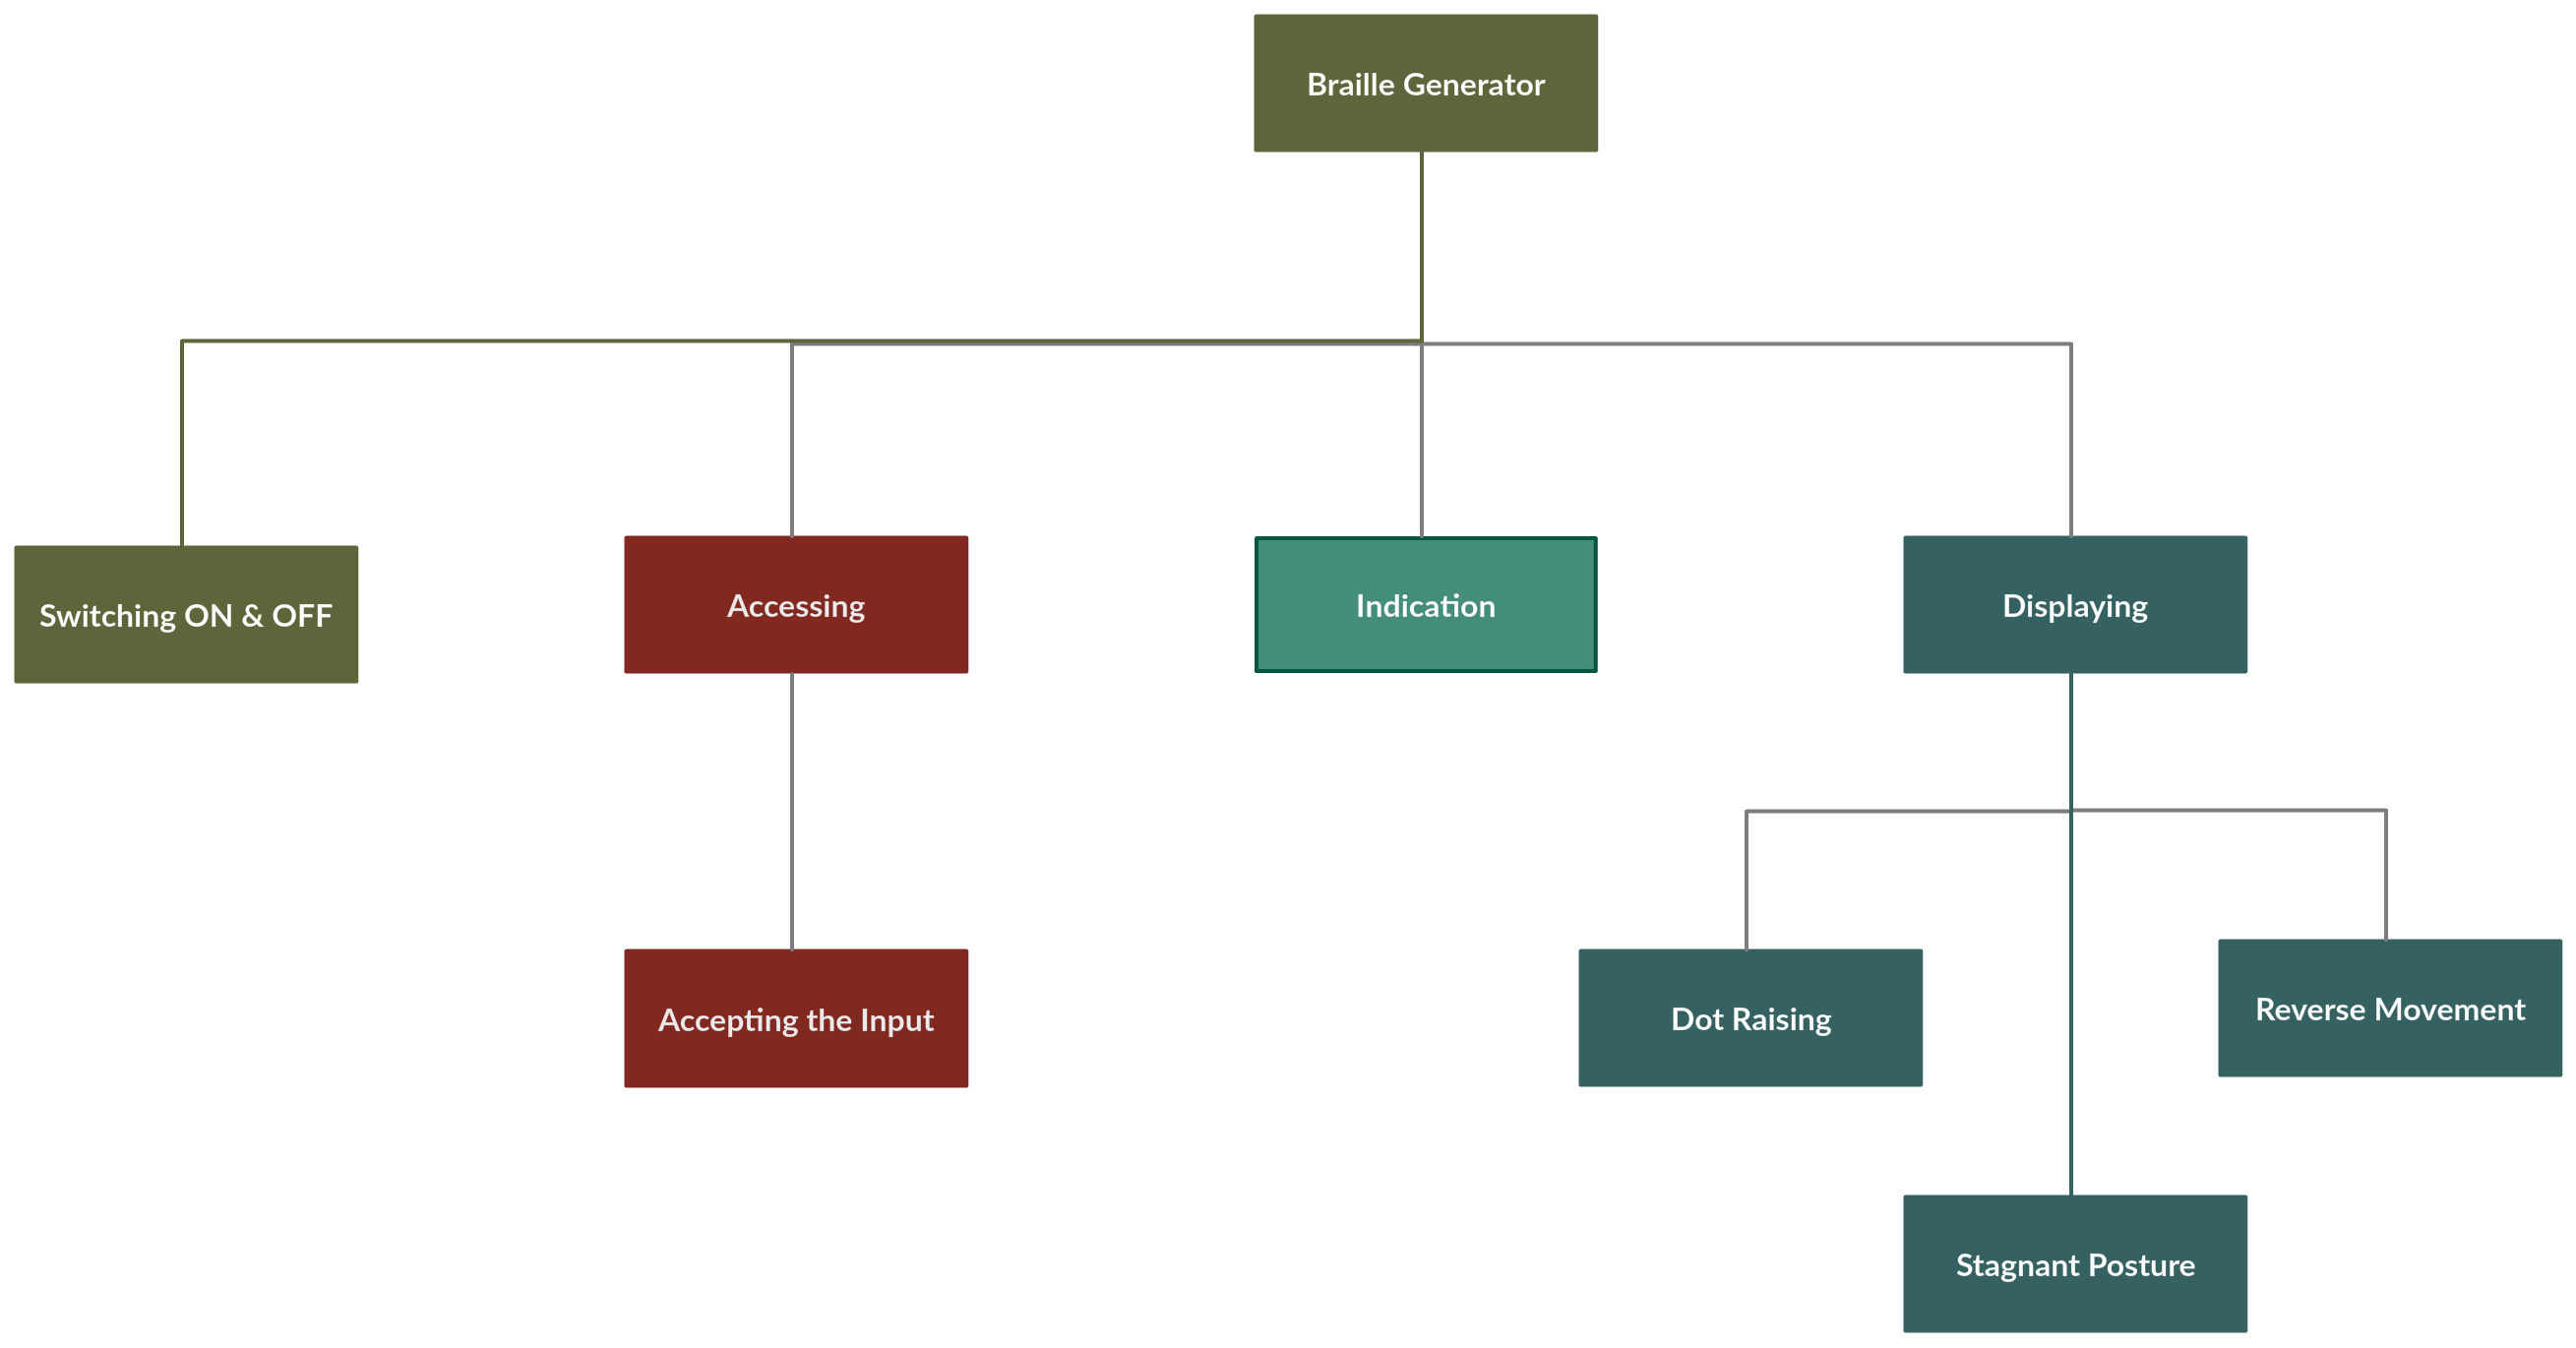 Braille Generator
Switching ON & OFF
Accessing
Indication
Displaying
Accepting the Input
Dot Raising
Reverse Movement
Stagnant Posture